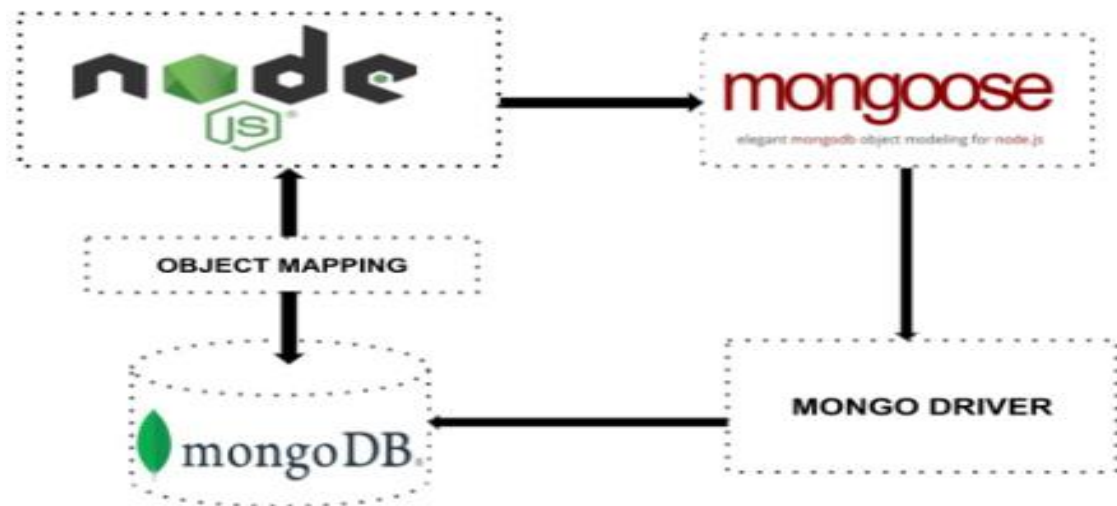 node
JS®
mongoose
elegant mongodb object modeling for node.js
OBJECT MAPPING
MONGO DRIVER
mongoDB®